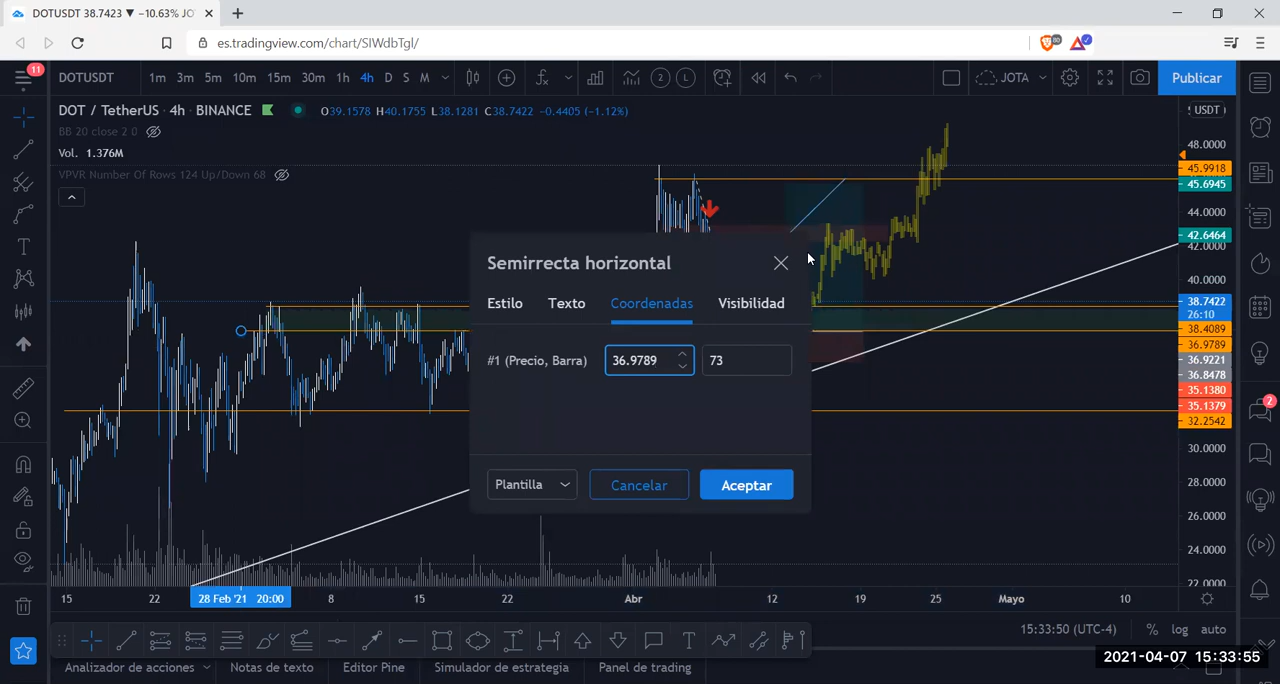 DOTUSDT 38.7423 ▼ −10.63% JO
es.tradingview.com/chart/SIWdbTgl/
80
11
DOTUSDT 1m 3m 5m 10m 15m 30m 1h 4h D S M 2 L JOTA Publicar
DOT / TetherUS · 4h · BINANCE O39.1578 H40.1755 L38.1281 C38.7422 −0.4405 (−1.12%)
USDT
BB 20 close 2 0
Vol. 1.376M
VPVR Number Of Rows 124 Up/Down 68
48.0000
45.9918
45.6945
44.0000
42.6464
42.0000
40.0000
38.7422
26:10
38.4089
36.9789
36.9221
36.8478
35.1380
35.1379
32.2542
30.0000
28.0000
26.0000
24.0000
22.0000
2
Semirrecta horizontal
Estilo Texto Coordenadas Visibilidad
#1 (Precio, Barra) 36.9789 73
Plantilla Cancelar Aceptar
15 22 28 Feb '21 20:00 8 15 22 Abr 12 19 25 Mayo 10
15:33:50 (UTC-4) % log auto
2021-04-07 15:33:55
Analizador de acciones Notas de texto Editor Pine Simulador de estrategia Panel de trading